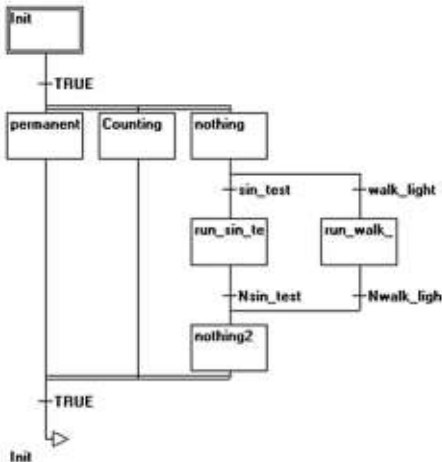 Init
TRUE
permanent Counting nothing
sin_test walk_light
run_sin_te run_walk_
Nsin_test Nwalk_ligh
nothing2
TRUE
Init